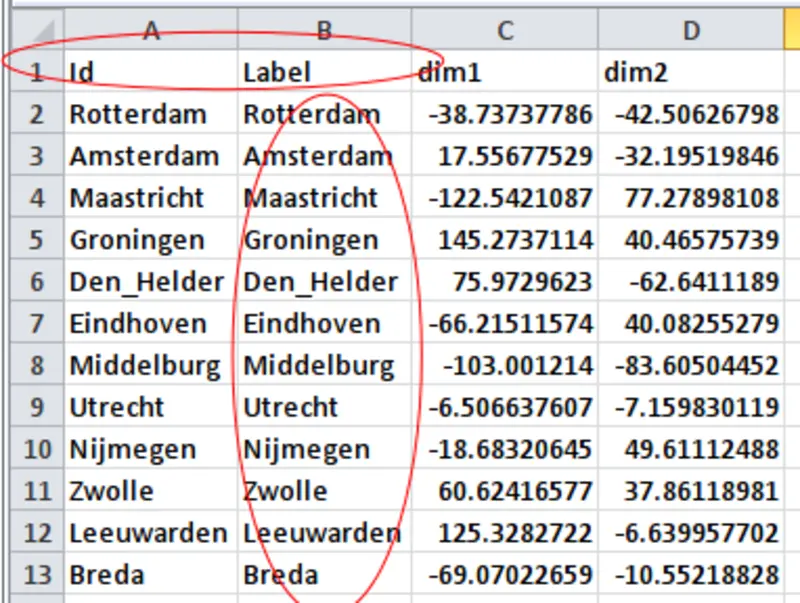 A B C D
1 Id Label dim1 dim2
2 Rotterdam Rotterdam -38.73737786 -42.50626798
3 Amsterdam Amsterdam 17.55677529 -32.19519846
4 Maastricht Maastricht -122.5421087 77.27898108
5 Groningen Groningen 145.2737114 40.46575739
6 Den_Helder Den_Helder 75.9729623 -62.6411189
7 Eindhoven Eindhoven -66.21511574 40.08255279
8 Middelburg Middelburg -103.001214 -83.60504452
9 Utrecht Utrecht -6.506637607 -7.159830119
10 Nijmegen Nijmegen -18.68320645 49.61112488
11 Zwolle Zwolle 60.62416577 37.86118981
12 Leeuwarden Leeuwarden 125.3282722 -6.639957702
13 Breda Breda -69.07022659 -10.55218828